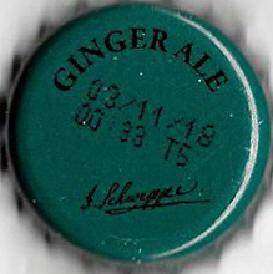 GINGER ALE
03/11/18
00:38 T5
J. Schweppe